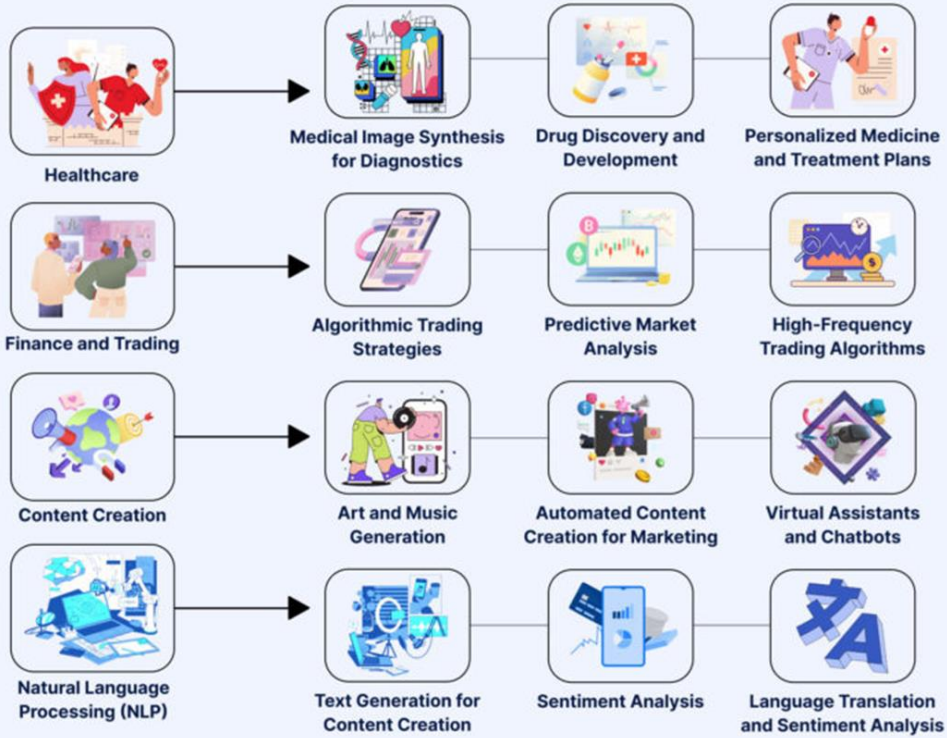 Healthcare
Medical Image Synthesis
for Diagnostics
Drug Discovery and
Development
Personalized Medicine
and Treatment Plans
Finance and Trading
Algorithmic Trading
Strategies
Predictive Market
Analysis
High-Frequency
Trading Algorithms
Content Creation
Art and Music
Generation
Automated Content
Creation for Marketing
Virtual Assistants
and Chatbots
Natural Language
Processing (NLP)
Text Generation for
Content Creation
Sentiment Analysis
Language Translation
and Sentiment Analysis